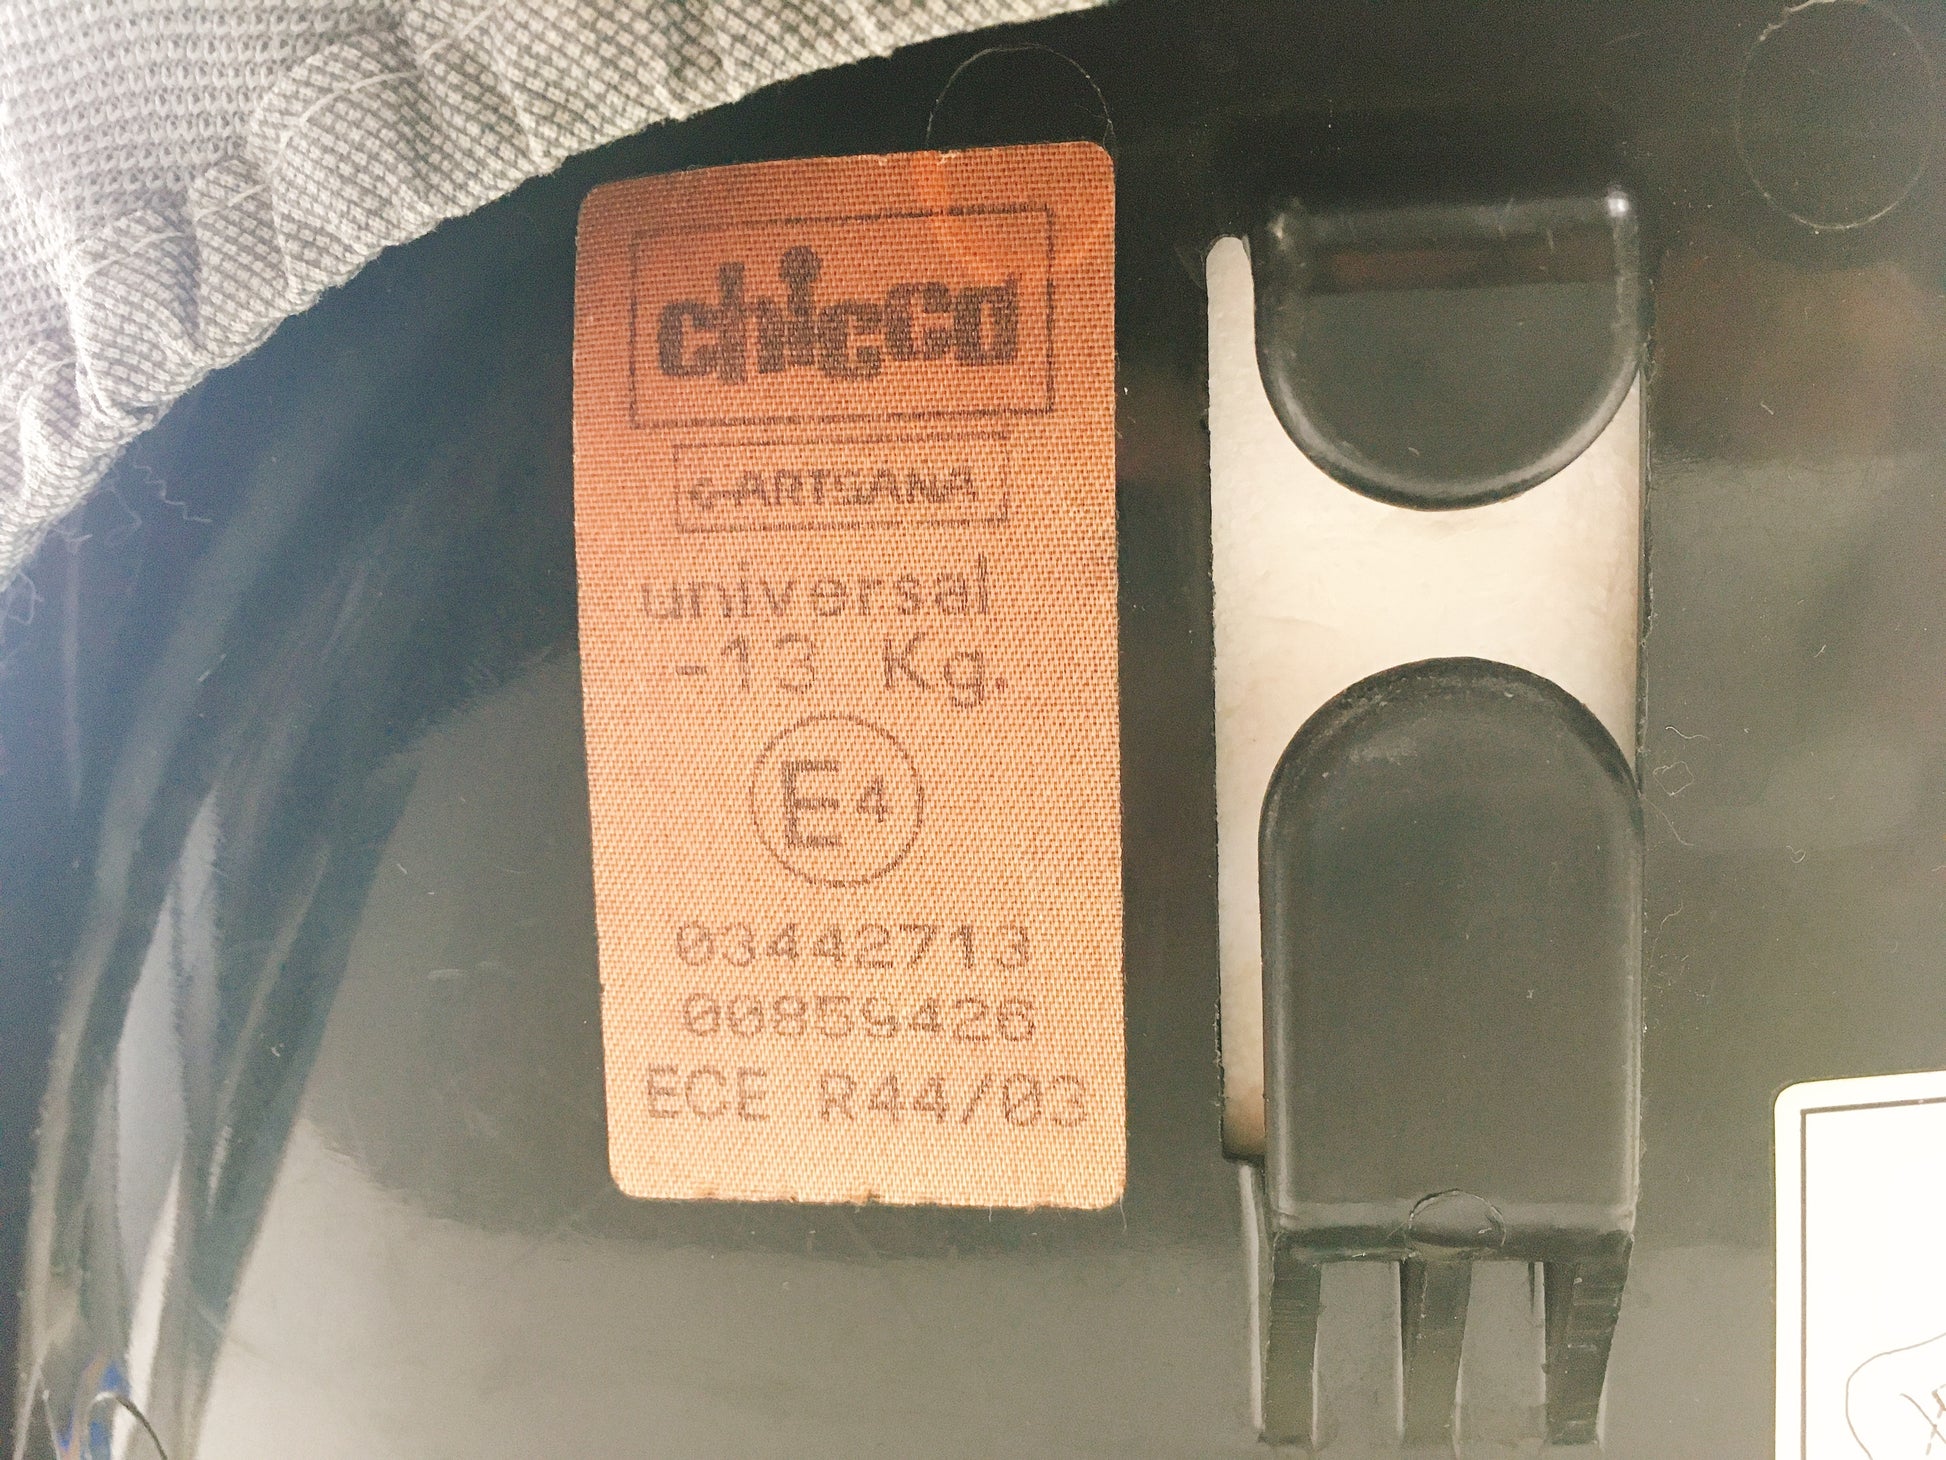 chicco
ARTSANA
universal
-13 Kg.
E4
03442713
00859426
ECE R44/03